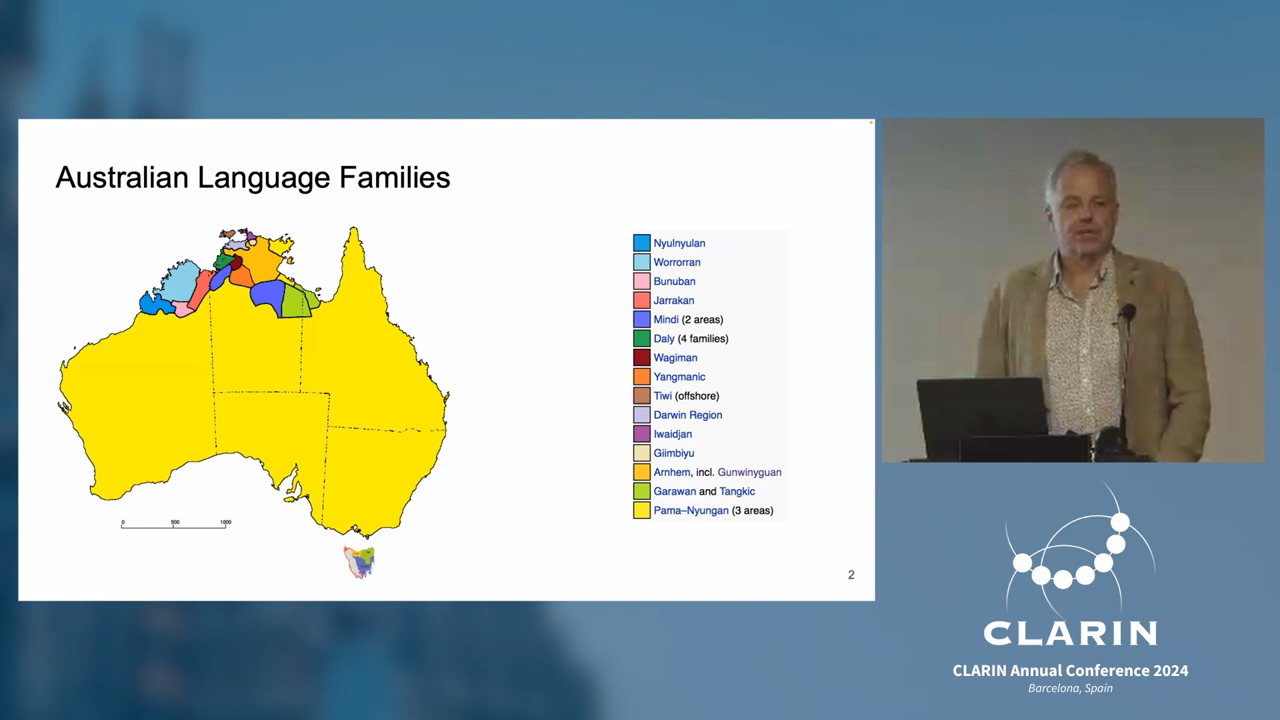 Australian Language Families
Nyulnyulan
Worrorran
Bunuban
Jarrakan
Mindi (2 areas)
Daly (4 families)
Wagiman
Yangmanic
Tiwi (offshore)
Darwin Region
Iwaidjan
Giimbiyu
Arnhem, incl. Gunwinyguan
Garawan and Tangkic
Pama–Nyungan (3 areas)
0 500 1000
2
CLARIN
CLARIN Annual Conference 2024
Barcelona, Spain